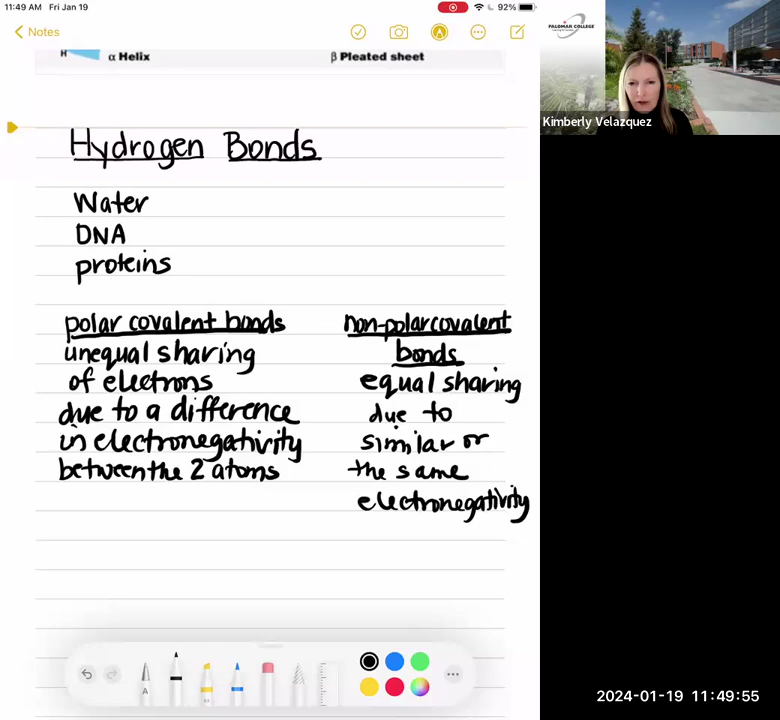 11:49 AM Fri Jan 19
92%
Notes
H
α Helix
β Pleated sheet
Hydrogen Bonds
Water
DNA
proteins
polar covalent bonds
unequal sharing
of electrons
due to a difference
in electronegativity
between the 2 atoms
non-polar covalent
bonds
equal sharing
due to
similar or
the same
electronegativity
A
PALOMAR COLLEGE
Kimberly Velazquez
2024-01-19 11:49:55